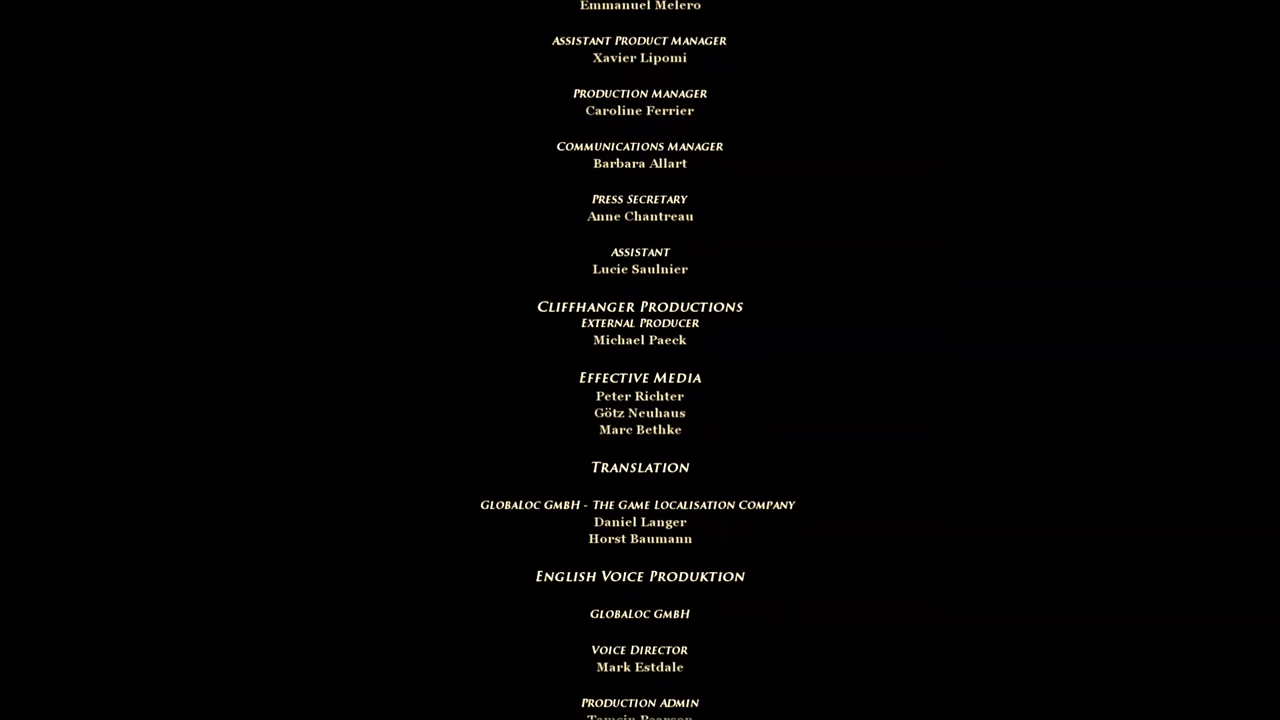 Emmanuel Melero
Assistant Product Manager
Xavier Lipomi
Production Manager
Caroline Ferrier
Communications Manager
Barbara Allart
Press Secretary
Anne Chantreau
Assistant
Lucie Saulnier
Cliffhanger Productions
External Producer
Michael Paeck
Effective Media
Peter Richter
Götz Neuhaus
Marc Bethke
Translation
GlobaLoc GmbH - The Game Localisation Company
Daniel Langer
Horst Baumann
English Voice Produktion
GlobaLoc GmbH
Voice Director
Mark Estdale
Production Admin
Tamsin Pearson